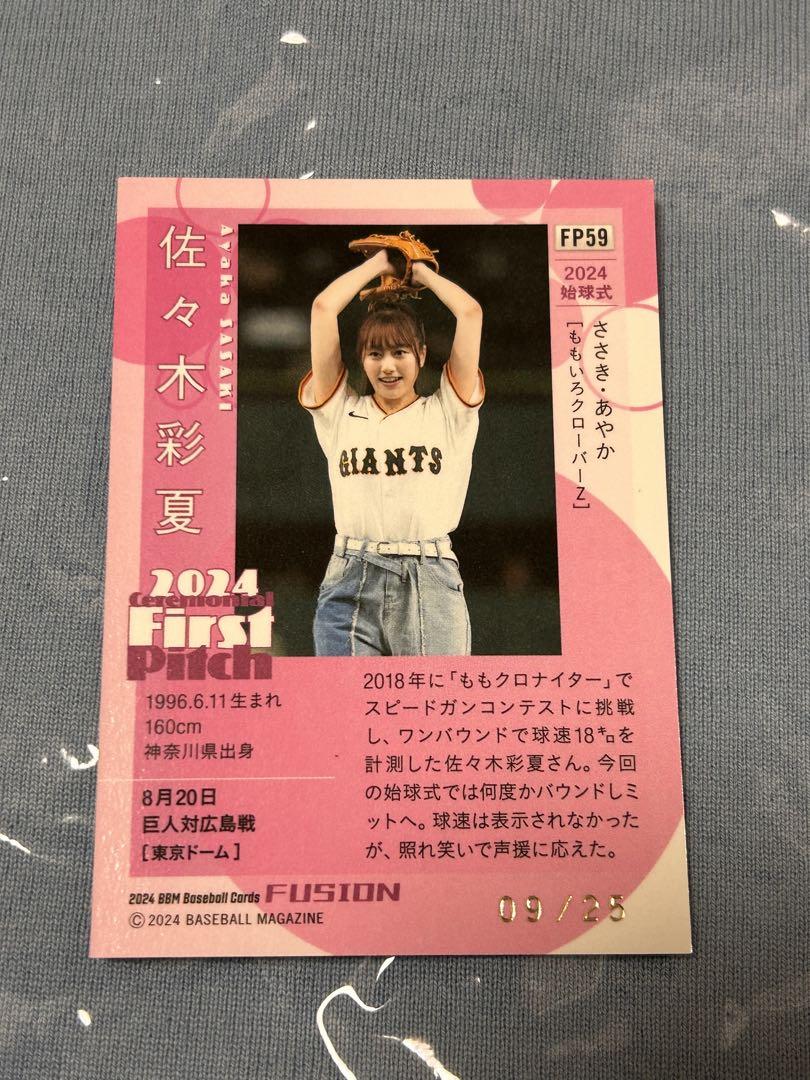 佐々木彩夏
Ayaka SASAKI
GIANTS
FP59
2024
始球式
ささき・あやか
[ももいろクローバーZ]
2024
Ceremonial
First
Pitch
1996.6.11生まれ
160cm
神奈川県出身
8月20日
巨人対広島戦
[東京ドーム]
2018年に「ももクロナイター」で
スピードガンコンテストに挑戦
し、ワンバウンドで球速18㌔を
計測した佐々木彩夏さん。今回
の始球式では何度かバウンドしミ
ットへ。球速は表示されなかった
が、照れ笑いで声援に応えた。
2024 BBM Baseball Cards FUSION
© 2024 BASEBALL MAGAZINE
09/25